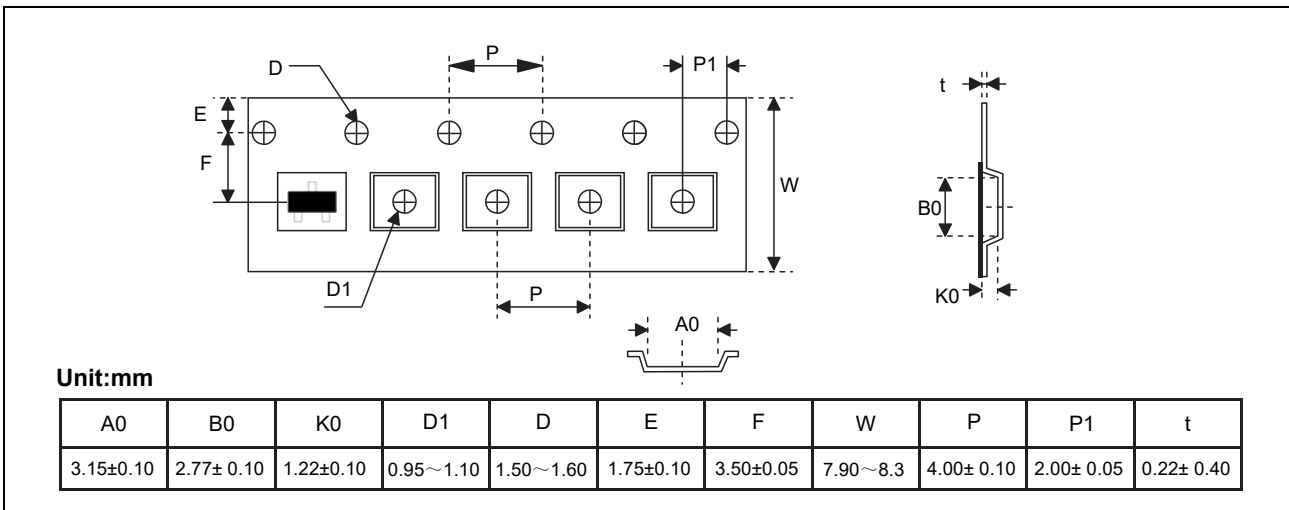 P
P1
D
t
E
F
W
B0
D1
P
K0
A0
Unit:mm
A0 B0 K0 D1 D E F W P P1 t
3.15±0.10 2.77± 0.10 1.22±0.10 0.95～1.10 1.50～1.60 1.75±0.10 3.50±0.05 7.90～8.3 4.00± 0.10 2.00± 0.05 0.22± 0.40